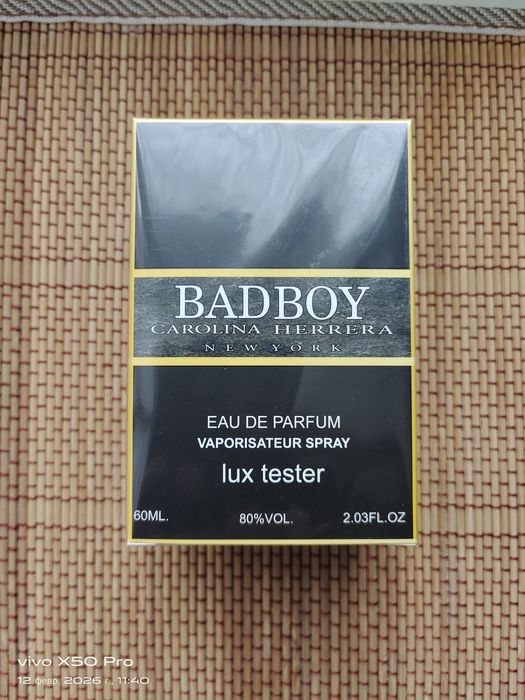 BADBOY
CAROLINA HERRERA
NEW YORK
EAU DE PARFUM
VAPORISATEUR SPRAY
lux tester
60ML. 80%VOL. 2.03FL.OZ
vivo X50 Pro
12 февр. 2026 г., 11:40